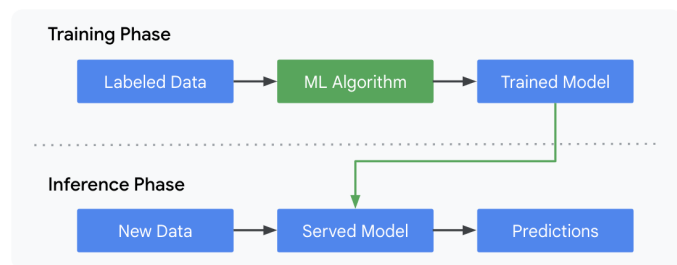 Training Phase
Labeled Data
ML Algorithm
Trained Model
Inference Phase
New Data
Served Model
Predictions